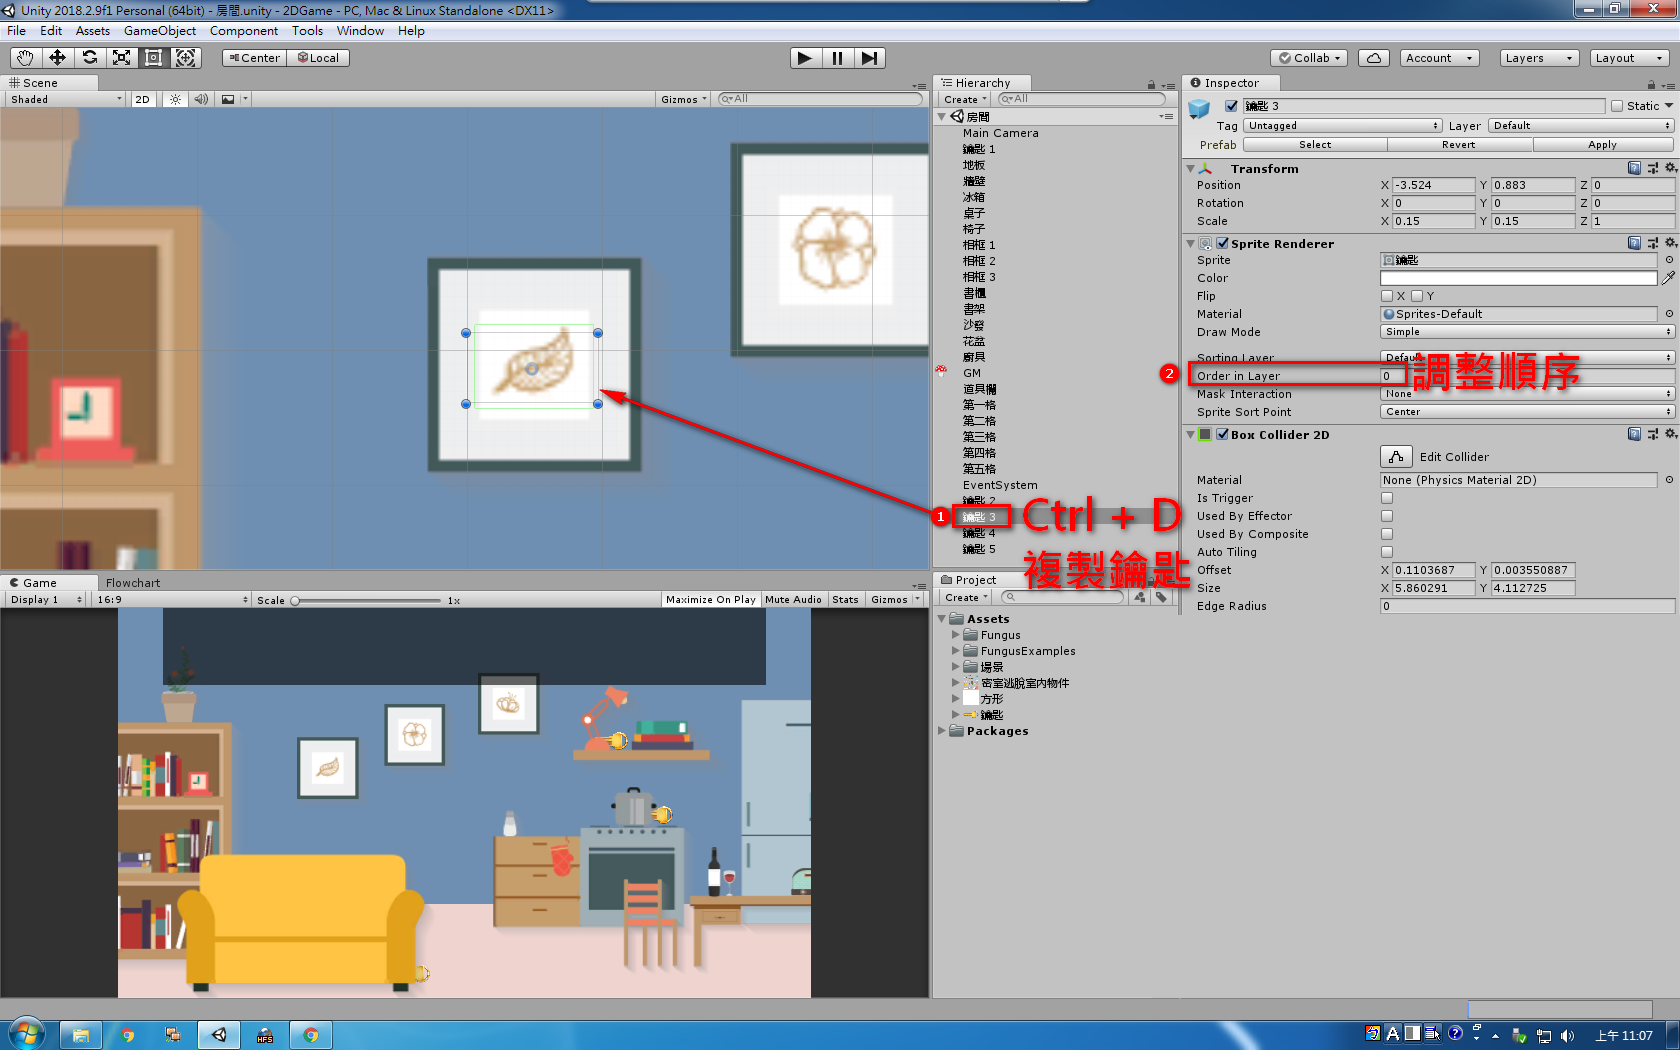 Unity 2018.2.9f1 Personal (64bit) - 房間.unity - 2DGame - PC, Mac & Linux Standalone <DX11>
File Edit Assets GameObject Component Tools Window Help
Center Local
Collab Account Layers Layout
Scene
Shaded 2D Gizmos All
Hierarchy
Create All
房間
Main Camera
鑰匙 1
地板
牆壁
冰箱
桌子
椅子
相框 1
相框 2
相框 3
書櫃
書架
沙發
花盆
廚具
GM
道具欄
第一格
第二格
第三格
第四格
第五格
EventSystem
鑰匙 2
1 鑰匙 3
鑰匙 4
鑰匙 5
Ctrl + D
複製鑰匙
Inspector
鑰匙 3 Static
Tag Untagged Layer Default
Prefab Select Revert Apply
Transform
Position X -3.524 Y 0.883 Z 0
Rotation X 0 Y 0 Z 0
Scale X 0.15 Y 0.15 Z 1
Sprite Renderer
Sprite 鑰匙
Color
Flip X Y
Material Sprites-Default
Draw Mode Simple
Sorting Layer Default
2 Order in Layer 0
調整順序
Mask Interaction None
Sprite Sort Point Center
Box Collider 2D
Edit Collider
Material None (Physics Material 2D)
Is Trigger
Used By Effector
Used By Composite
Auto Tiling
Offset X 0.1103687 Y 0.003550887
Size X 5.860291 Y 4.112725
Edge Radius 0
Game Flowchart
Display 1 16:9 Scale 1x Maximize On Play Mute Audio Stats Gizmos
Project
Create
Assets
Fungus
FungusExamples
場景
密室逃脫室內物件
方形
鑰匙
Packages
HFS
A
上午 11:07